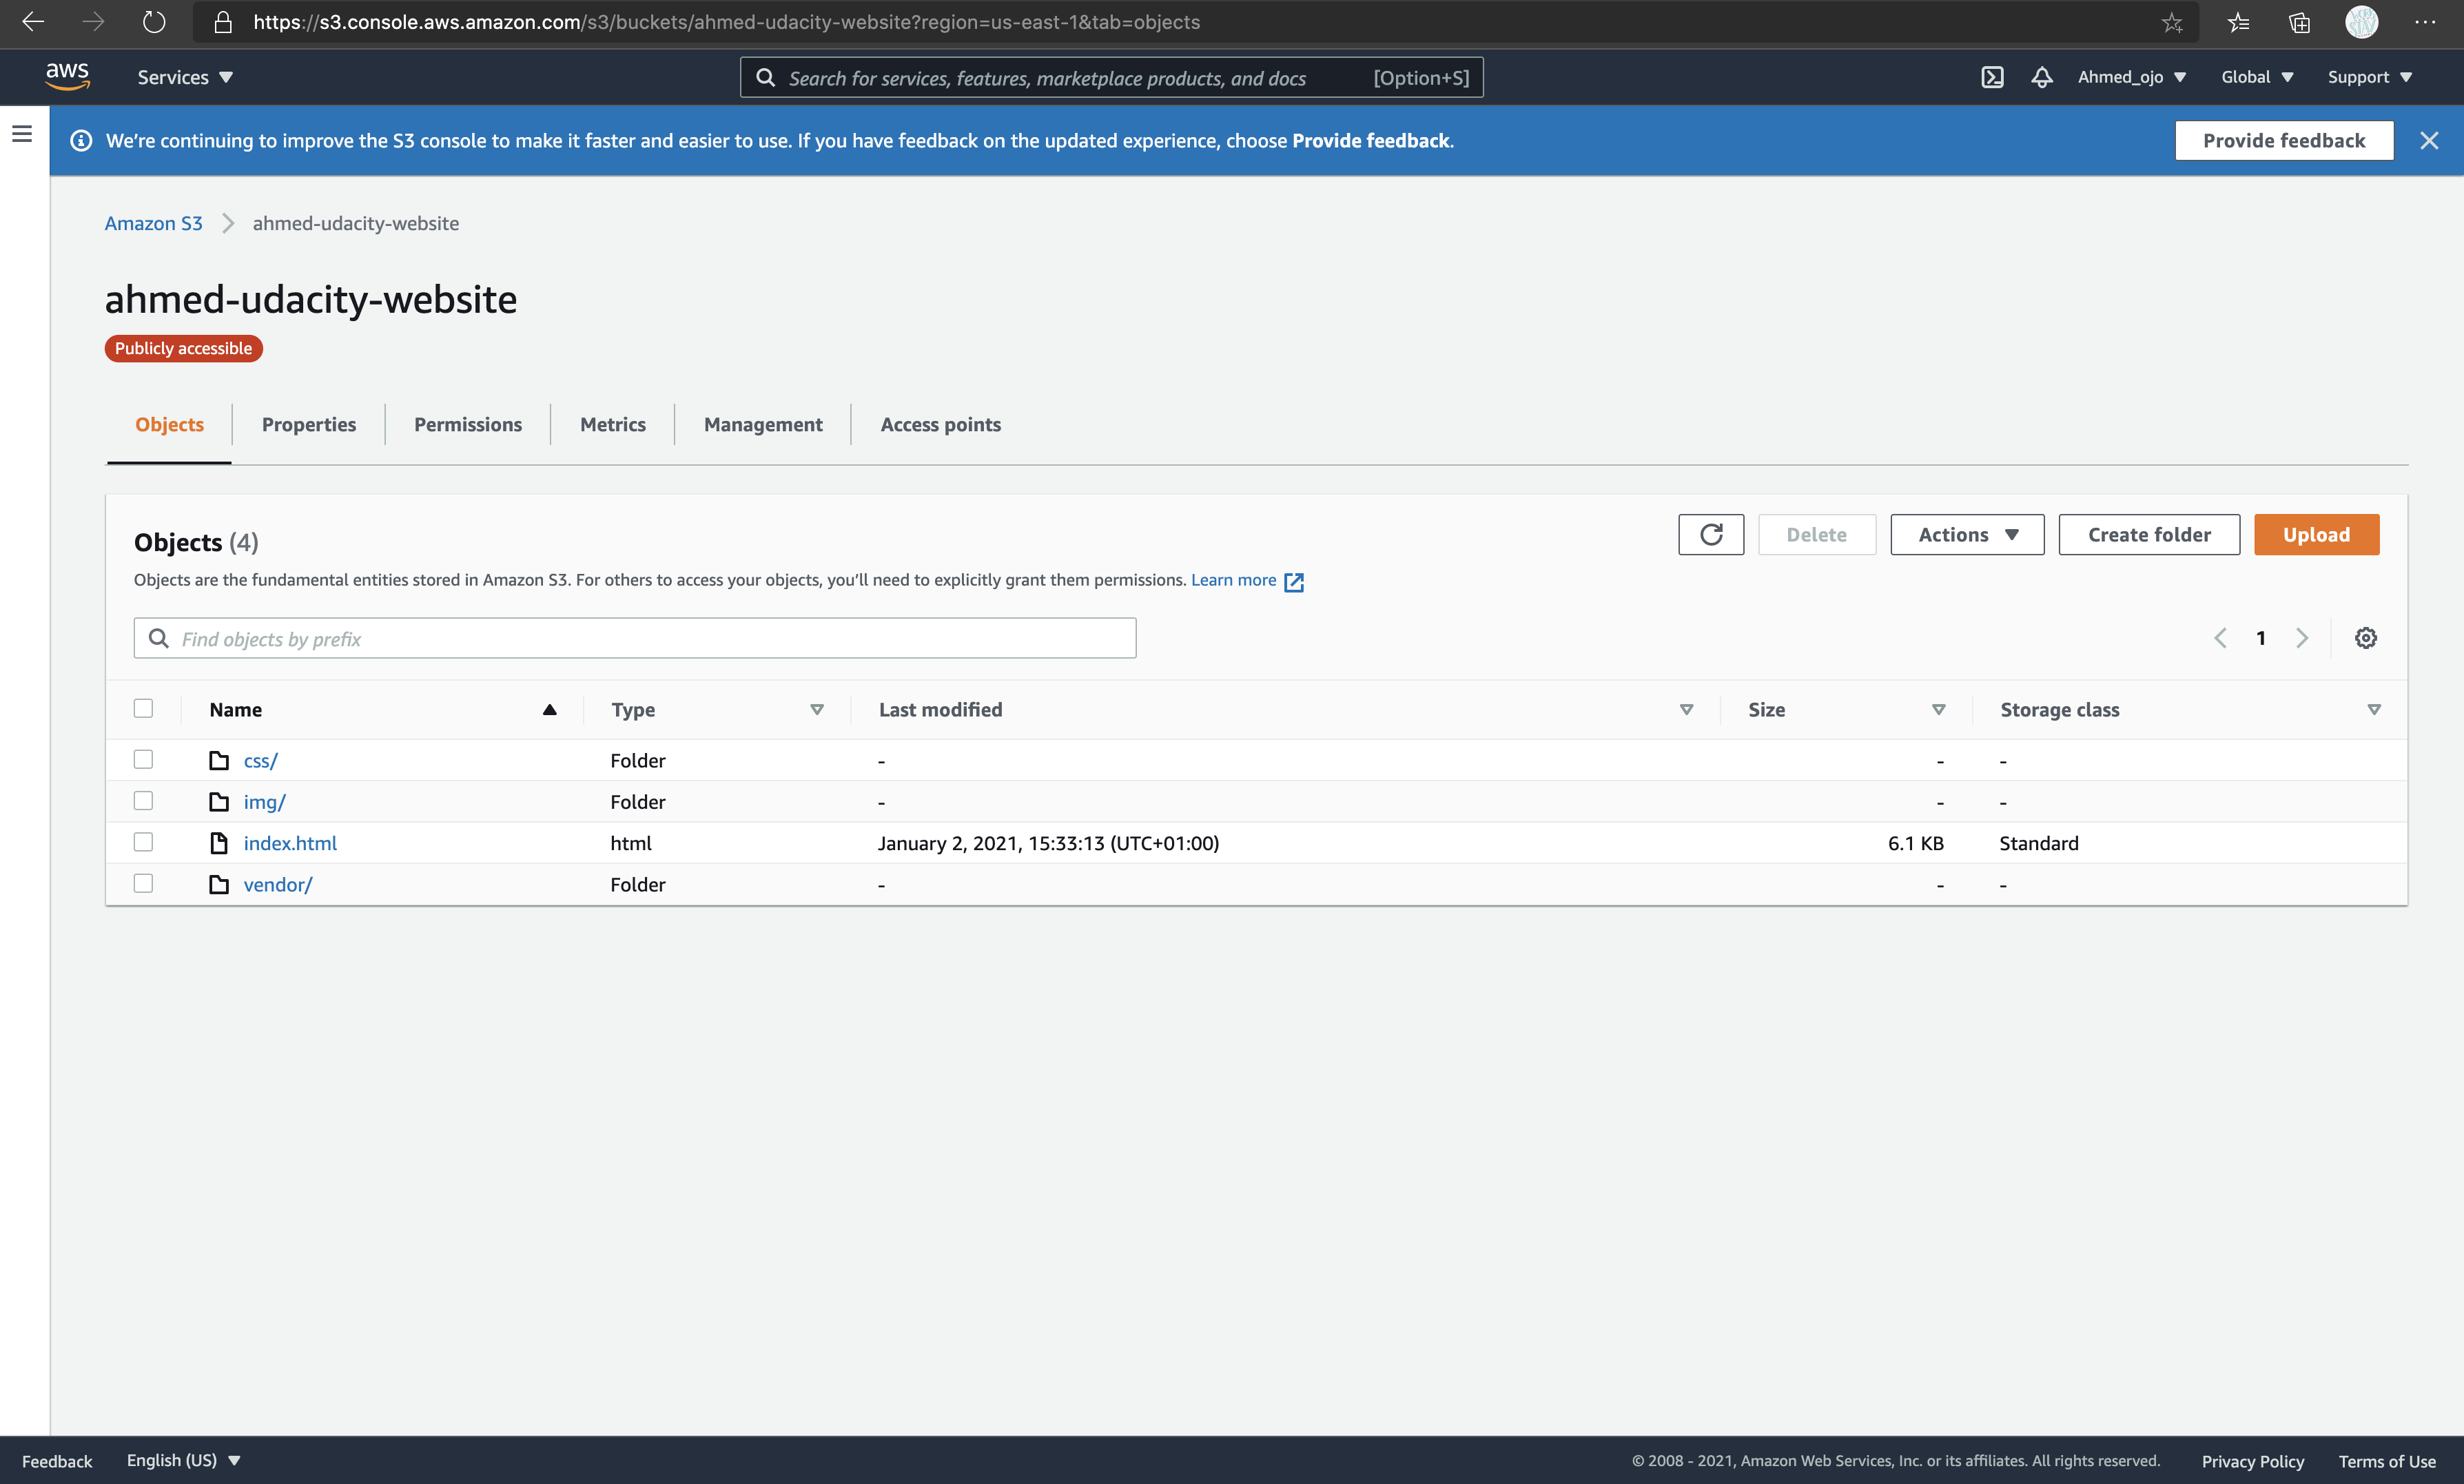 https://s3.console.aws.amazon.com/s3/buckets/ahmed-udacity-website?region=us-east-1&tab=objects
aws Services Search for services, features, marketplace products, and docs [Option+S] Ahmed_ojo Global Support
We're continuing to improve the S3 console to make it faster and easier to use. If you have feedback on the updated experience, choose Provide feedback. Provide feedback
Amazon S3 ahmed-udacity-website
ahmed-udacity-website
Publicly accessible
Objects Properties Permissions Metrics Management Access points
Objects (4) Delete Actions Create folder Upload
Objects are the fundamental entities stored in Amazon S3. For others to access your objects, you'll need to explicitly grant them permissions. Learn more
Find objects by prefix 1
Name Type Last modified Size Storage class
css/ Folder - - -
img/ Folder - - -
index.html html January 2, 2021, 15:33:13 (UTC+01:00) 6.1 KB Standard
vendor/ Folder - - -
Feedback English (US) © 2008 - 2021, Amazon Web Services, Inc. or its affiliates. All rights reserved. Privacy Policy Terms of Use